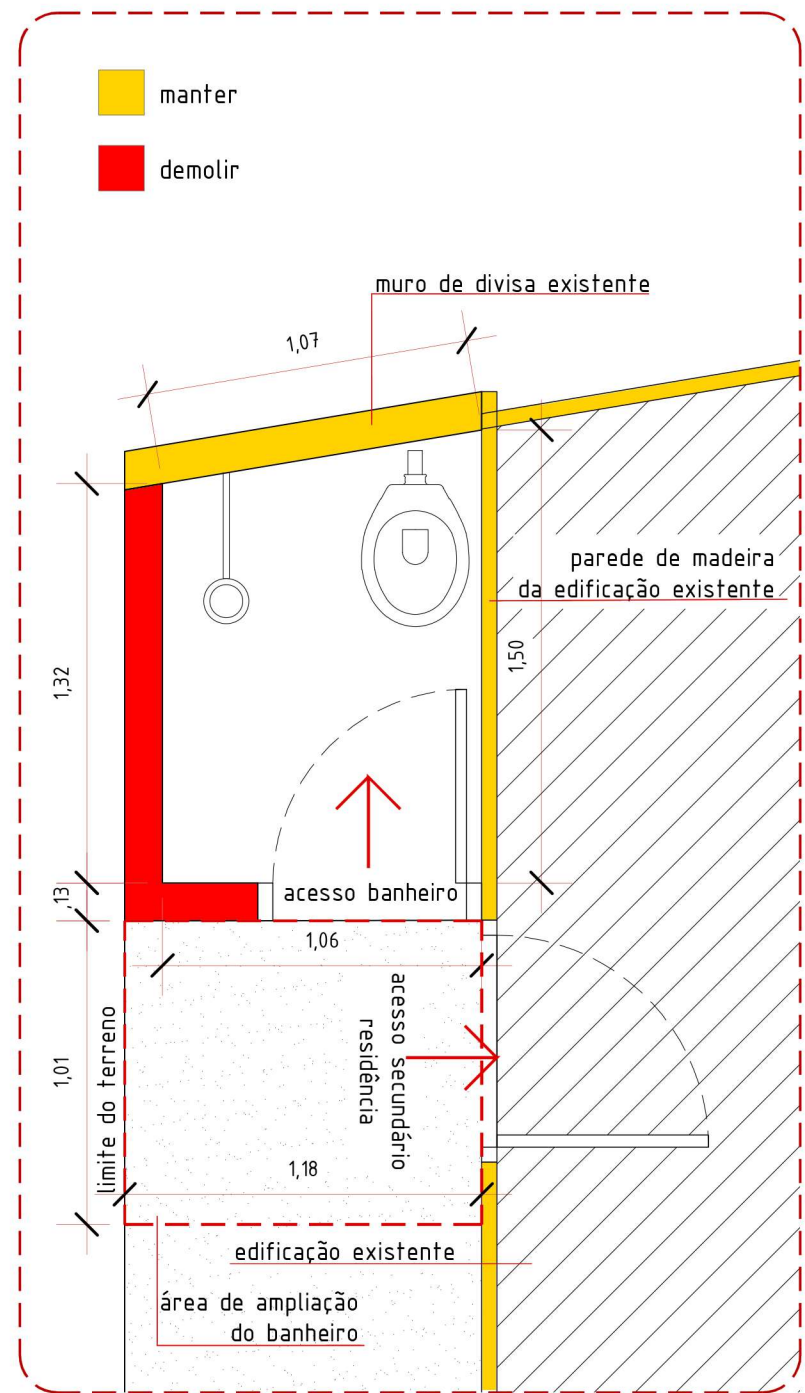 manter
demolir
muro de divisa existente
1,07
parede de madeira
da edificação existente
1,32
1,50
,13
acesso banheiro
1,06
acesso secundário
residência
1,01
limite do terreno
1,18
edificação existente
área de ampliação
do banheiro